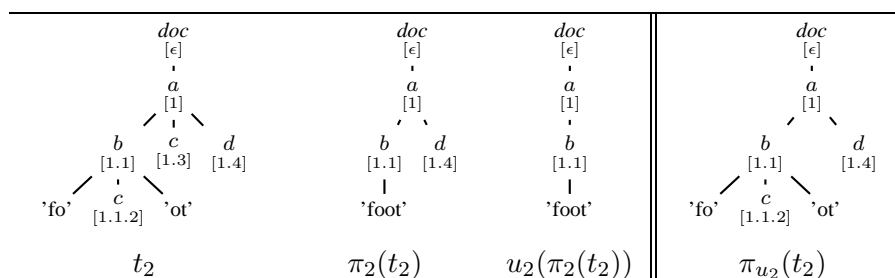 doc doc doc doc
[ϵ] [ϵ] [ϵ] [ϵ]
a a a a
[1] [1] [1] [1]
b c d b d b b d
[1.1] [1.3] [1.4] [1.1] [1.4] [1.1] [1.1] [1.4]
'fo' c 'ot' 'foot' 'foot' 'fo' c 'ot'
[1.1.2] [1.1.2]
t₂ π₂(t₂) u₂(π₂(t₂)) π_{u₂}(t₂)